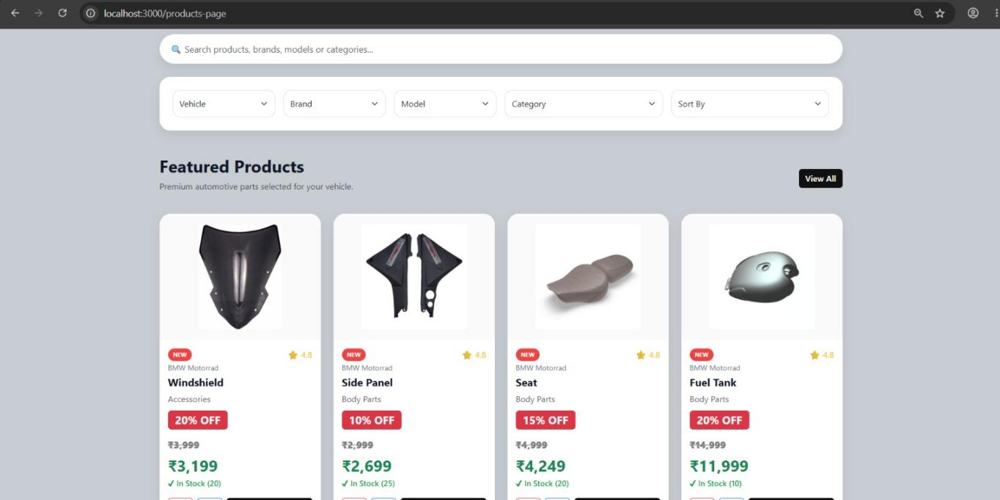 localhost:3000/products-page
🔍 Search products, brands, models or categories...
Vehicle Brand Model Category Sort By
Featured Products
Premium automotive parts selected for your vehicle.
View All
NEW ⭐ 4.8
BMW Motorrad
Windshield
Accessories
20% OFF
₹3,999
₹3,199
✔ In Stock (20)
NEW ⭐ 4.8
BMW Motorrad
Side Panel
Body Parts
10% OFF
₹2,999
₹2,699
✔ In Stock (25)
NEW ⭐ 4.8
BMW Motorrad
Seat
Body Parts
15% OFF
₹4,999
₹4,249
✔ In Stock (20)
NEW ⭐ 4.8
BMW Motorrad
Fuel Tank
Body Parts
20% OFF
₹14,999
₹11,999
✔ In Stock (10)